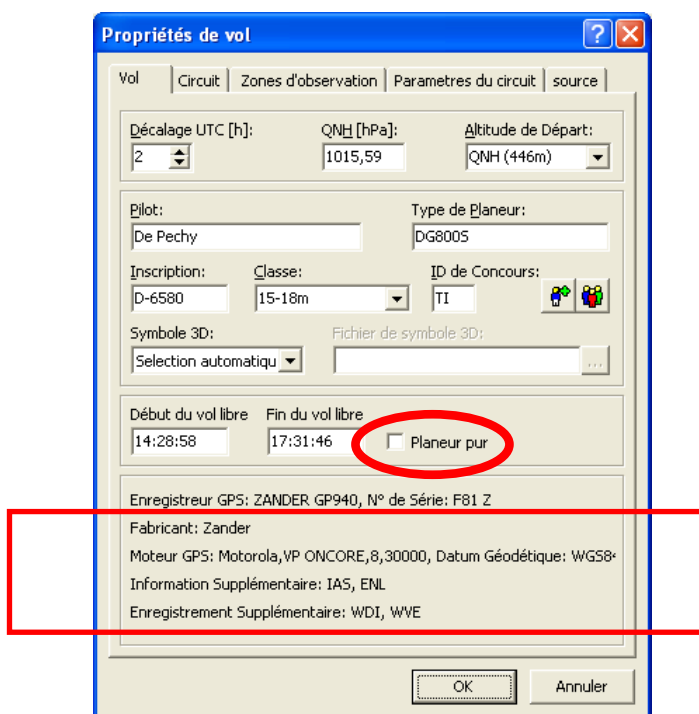 Propriétés de vol
Vol Circuit Zones d'observation Parametres du circuit source
Décalage UTC [h]: QNH [hPa]: Altitude de Départ:
2 1015,59 QNH (446m)
Pilot: Type de Planeur:
De Pechy DG800S
Inscription: Classe: ID de Concours:
D-6580 15-18m TI
Symbole 3D: Fichier de symbole 3D:
Selection automatiqu ...
Début du vol libre Fin du vol libre
14:28:58 17:31:46 Planeur pur
Enregistreur GPS: ZANDER GP940, N° de Série: F81 Z
Fabricant: Zander
Moteur GPS: Motorola,VP ONCORE,8,30000, Datum Géodétique: WGS84
Information Supplémentaire: IAS, ENL
Enregistrement Supplémentaire: WDI, WVE
OK Annuler